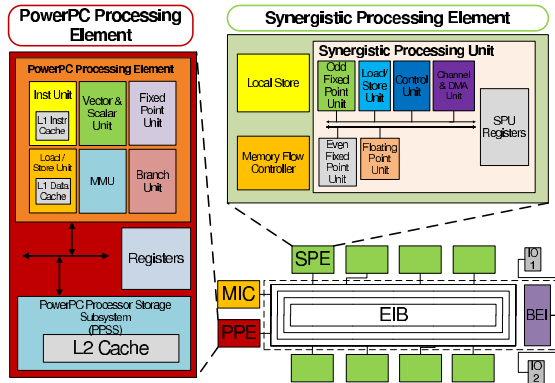 PowerPC Processing
Element
Synergistic Processing Element
PowerPC Processing Element
Inst Unit
L1 Instr
Cache
Vector &
Scalar
Unit
Fixed
Point
Unit
Load /
Store Unit
L1 Data
Cache
MMU
Branch
Unit
Registers
PowerPC Processor Storage
Subsystem
(PPSS)
L2 Cache
Synergistic Processing Unit
Local Store
Memory Flow
Controller
Odd
Fixed
Point
Unit
Load/
Store
Unit
Control
Unit
Channel
& DMA
Unit
SPU
Registers
Even
Fixed
Point
Unit
Floating
Point
Unit
SPE
IO
1
MIC
PPE
EIB
BEI
IO
2